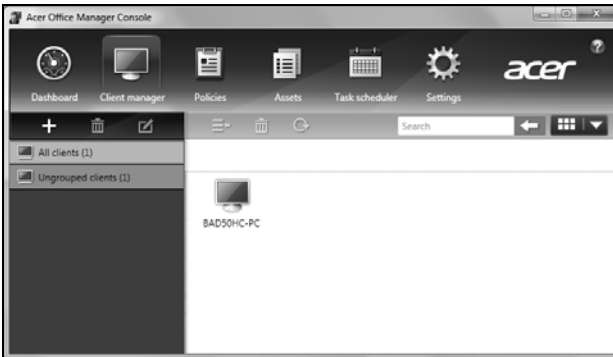 Acer Office Manager Console
Dashboard Client manager Policies Assets Task scheduler Settings acer ?
Search
All clients (1)
Ungrouped clients (1)
BAD50HC-PC